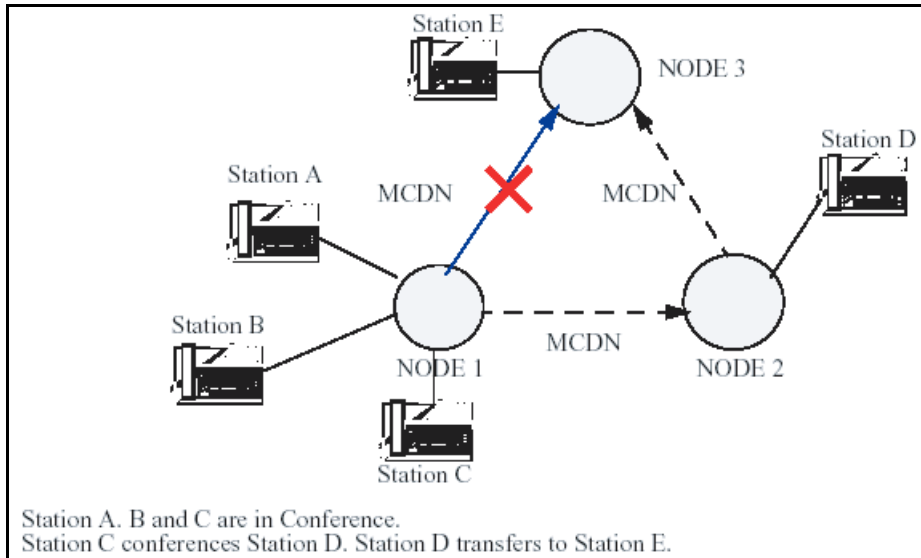 Station E
NODE 3
Station D
Station A
MCDN
MCDN
Station B
MCDN
NODE 1
NODE 2
Station C
Station A. B and C are in Conference.
Station C conferences Station D. Station D transfers to Station E.